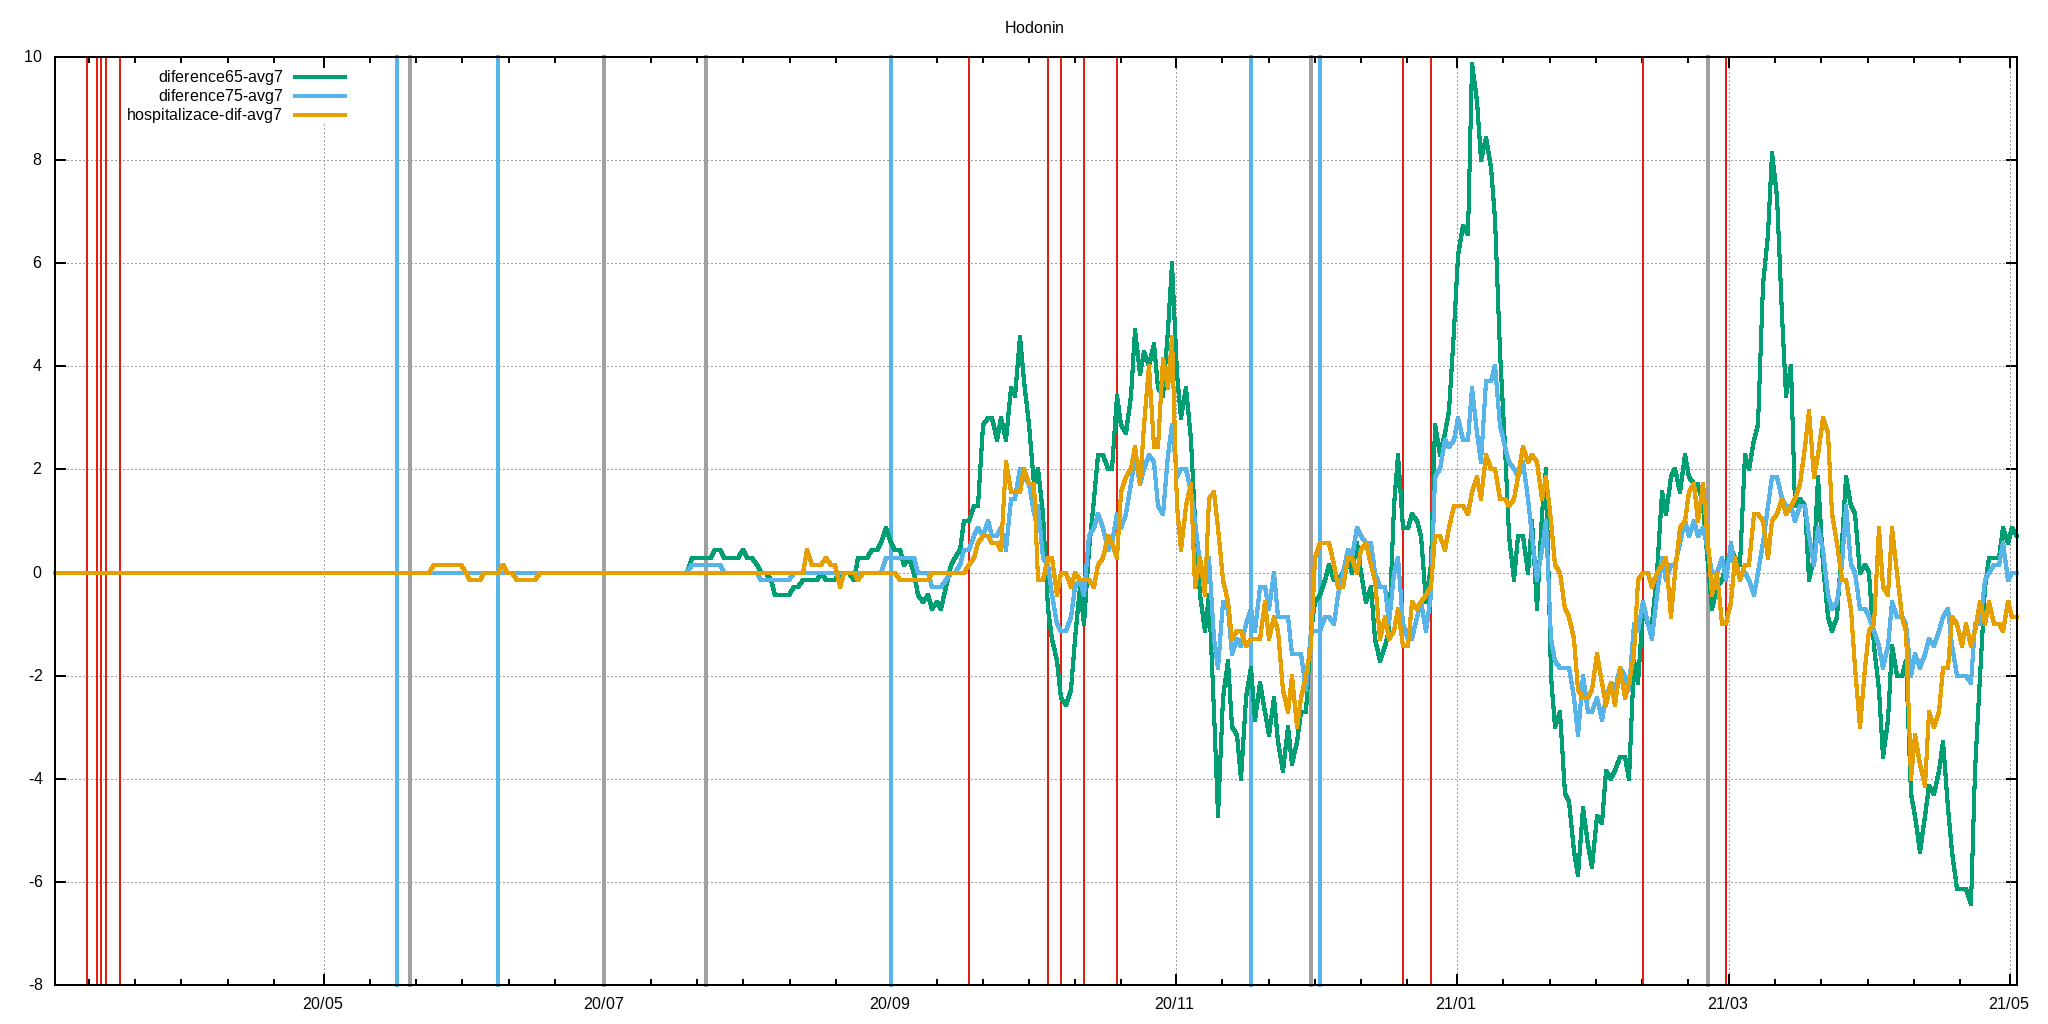 Hodonin
diference65-avg7
diference75-avg7
hospitalizace-dif-avg7
10
8
6
4
2
0
-2
-4
-6
-8
20/05 20/07 20/09 20/11 21/01 21/03 21/05